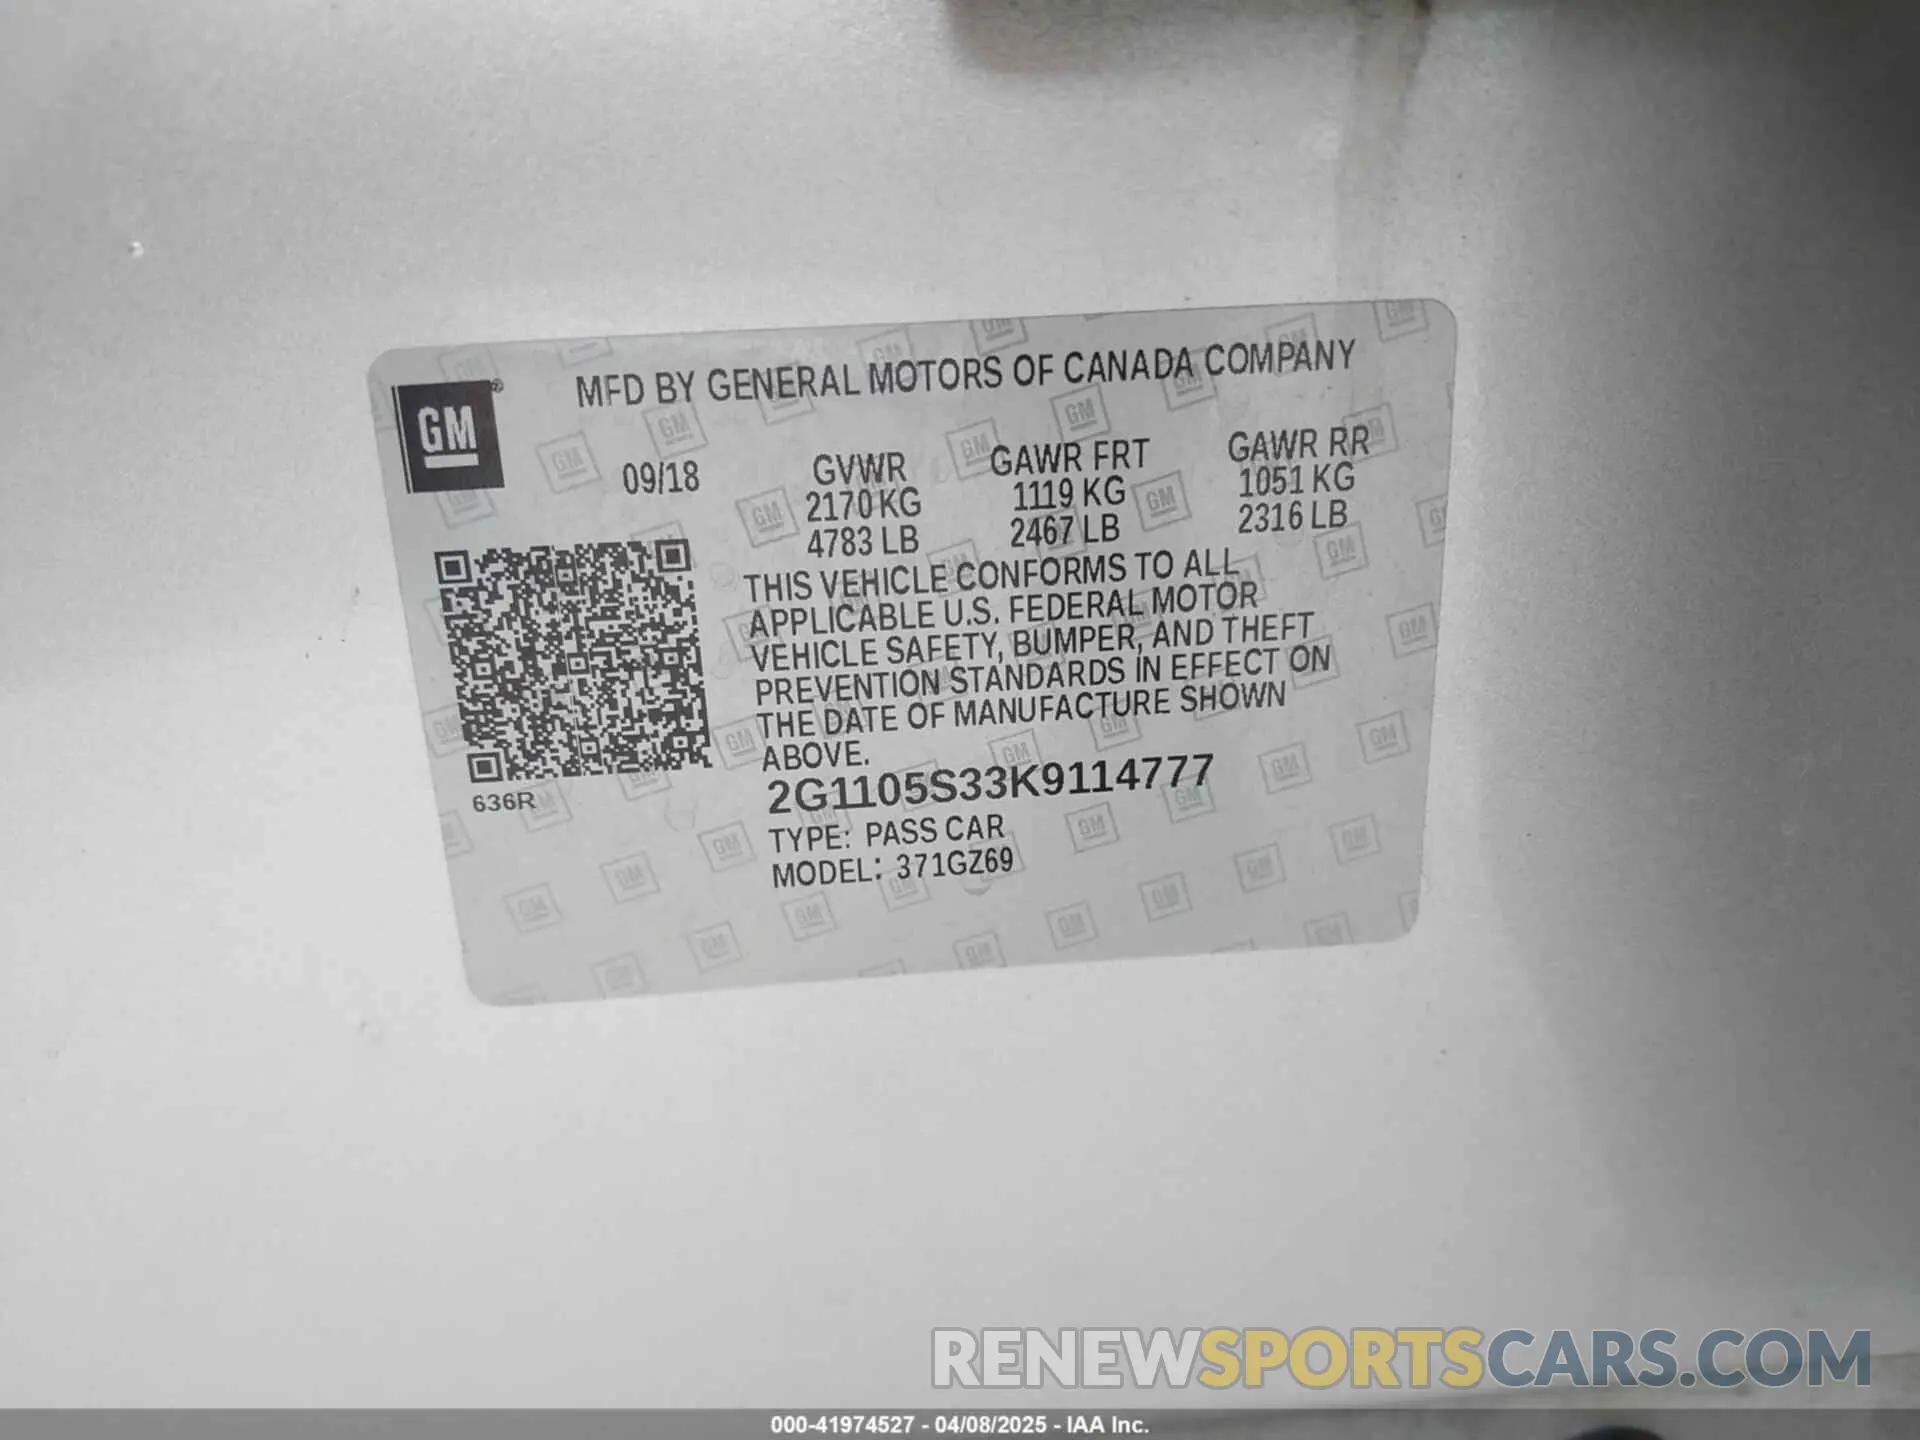 GM
MFD BY GENERAL MOTORS OF CANADA COMPANY
09/18
GVWR GAWR FRT GAWR RR
2170 KG 1119 KG 1051 KG
4783 LB 2467 LB 2316 LB
THIS VEHICLE CONFORMS TO ALL
APPLICABLE U.S. FEDERAL MOTOR
VEHICLE SAFETY, BUMPER, AND THEFT
PREVENTION STANDARDS IN EFFECT ON
THE DATE OF MANUFACTURE SHOWN
ABOVE.
2G1105S33K9114777
636R
TYPE: PASS CAR
MODEL: 371GZ69
RENEWSPORTSCARS.COM
000-41974527 - 04/08/2025 - IAA Inc.